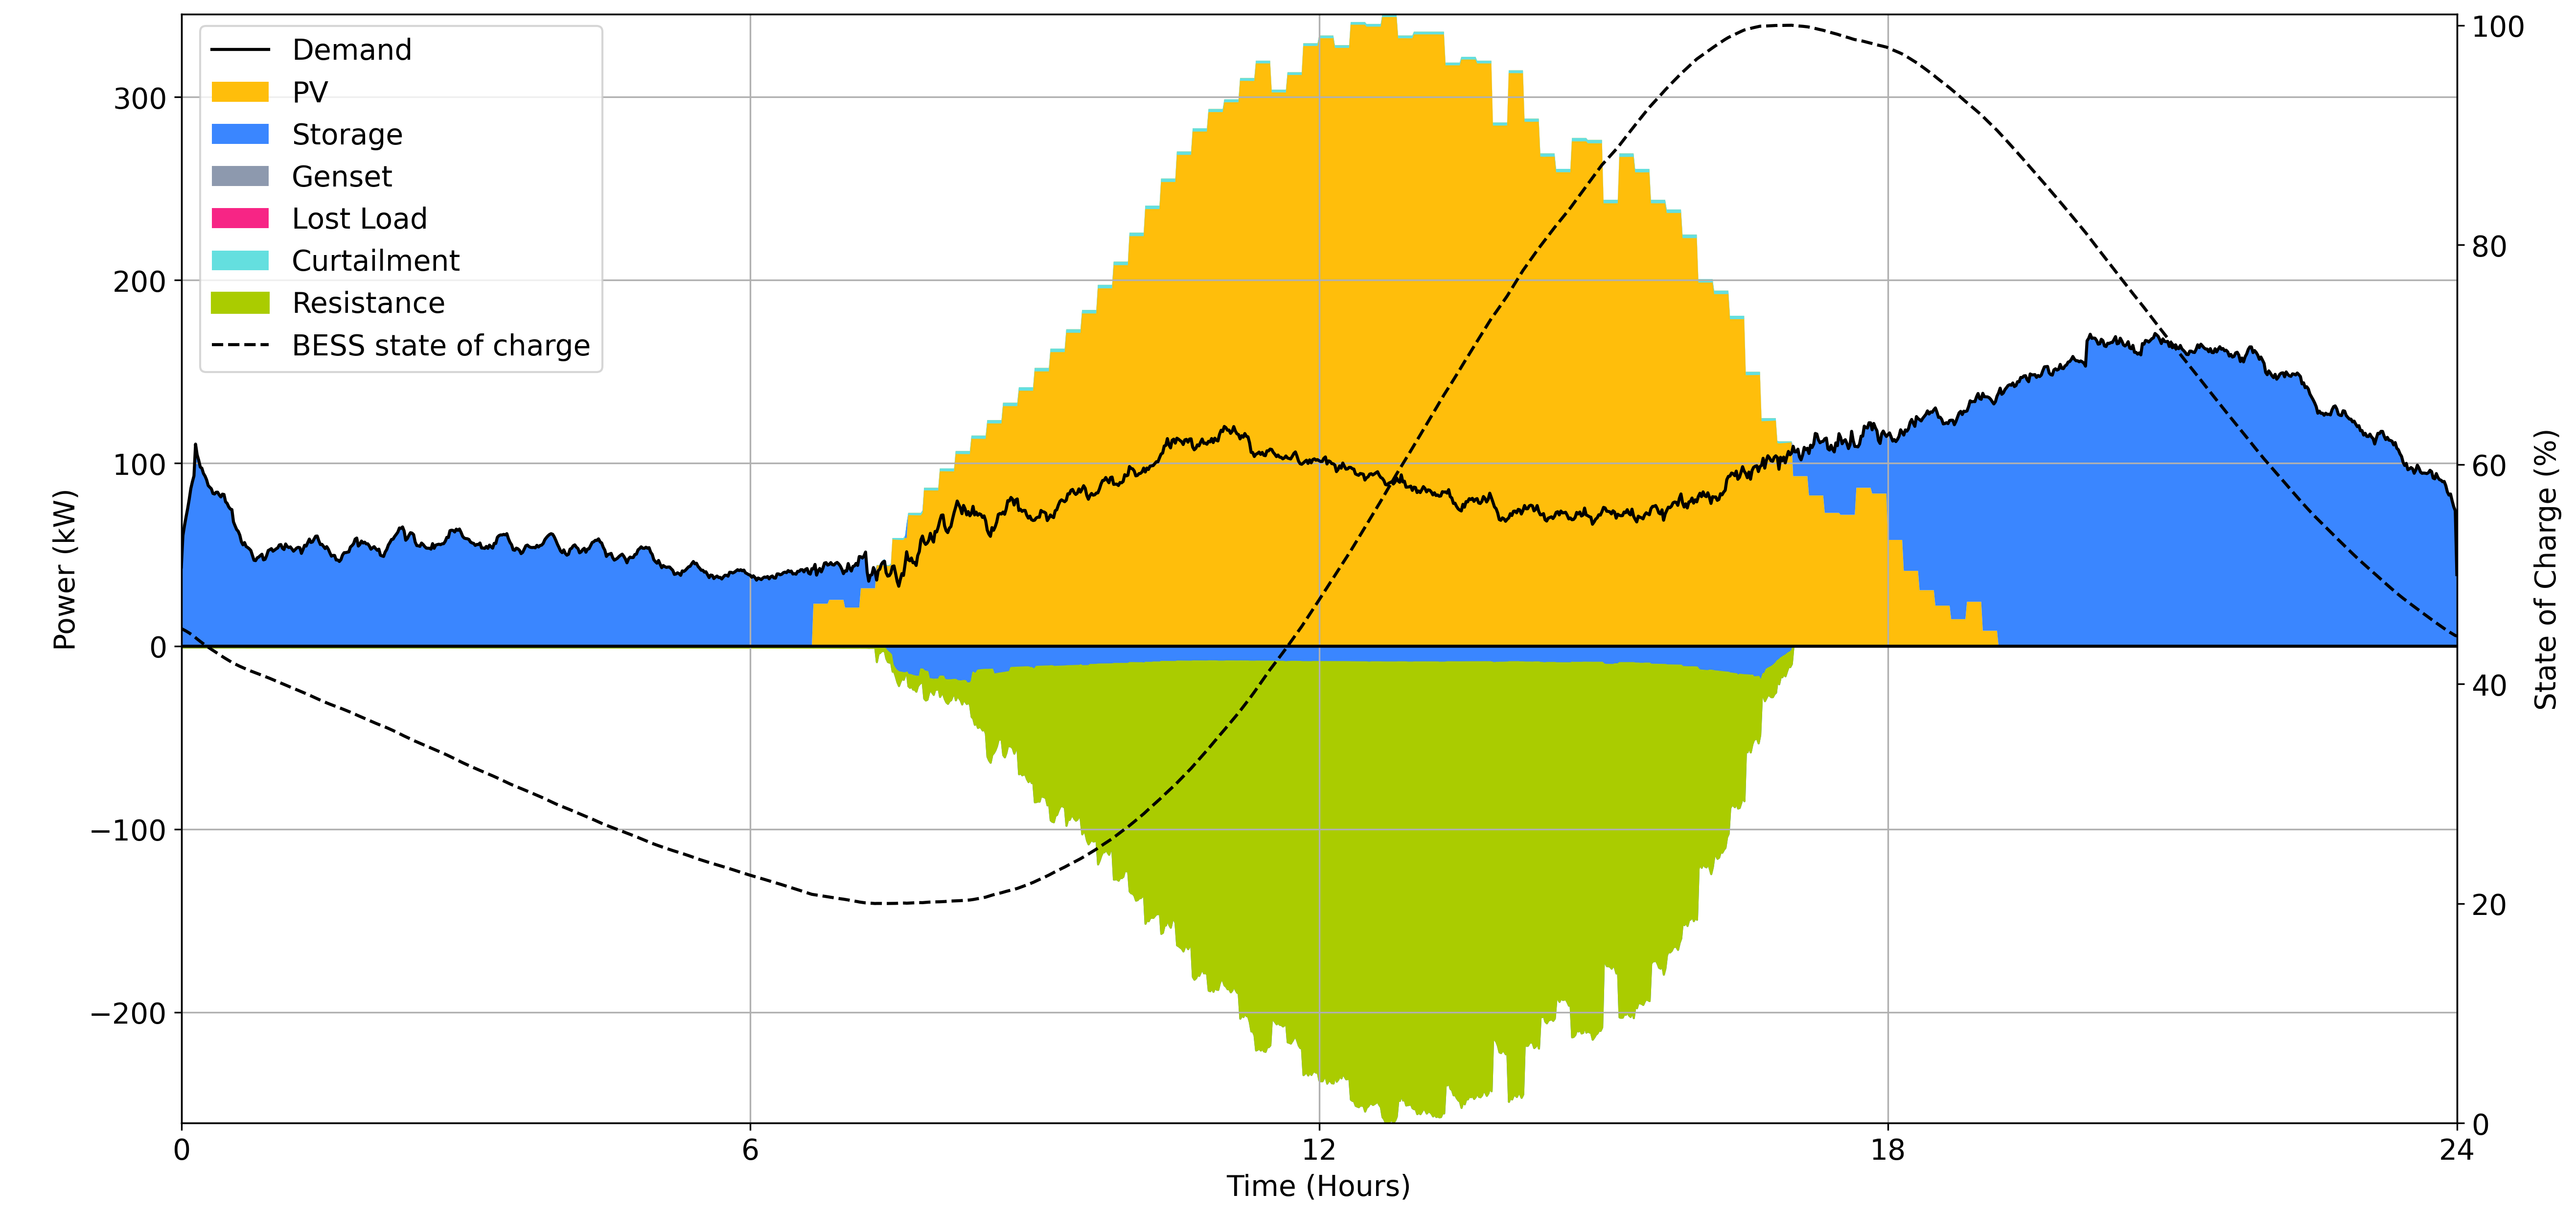 Demand
PV
Storage
Genset
Lost Load
Curtailment
Resistance
BESS state of charge
300
200
100
0
−100
−200
Power (kW)
100
80
60
40
20
0
State of Charge (%)
0 6 12 18 24
Time (Hours)